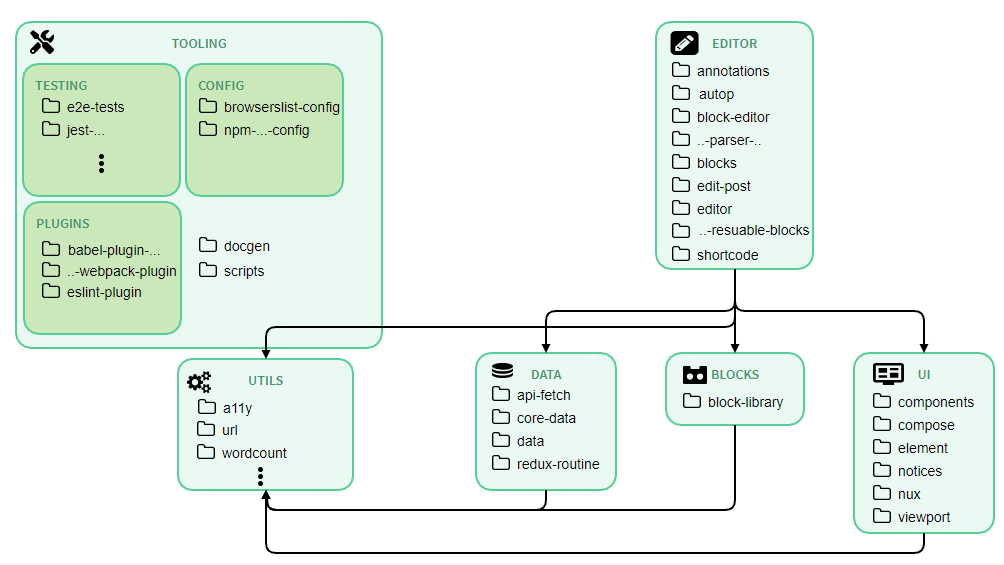 TOOLING
TESTING
e2e-tests
jest-...
CONFIG
browserslist-config
npm-...-config
PLUGINS
babel-plugin-...
..-webpack-plugin
eslint-plugin
docgen
scripts
EDITOR
annotations
autop
block-editor
..-parser-..
blocks
edit-post
editor
..-resuable-blocks
shortcode
UTILS
a11y
url
wordcount
DATA
api-fetch
core-data
data
redux-routine
BLOCKS
block-library
UI
components
compose
element
notices
nux
viewport